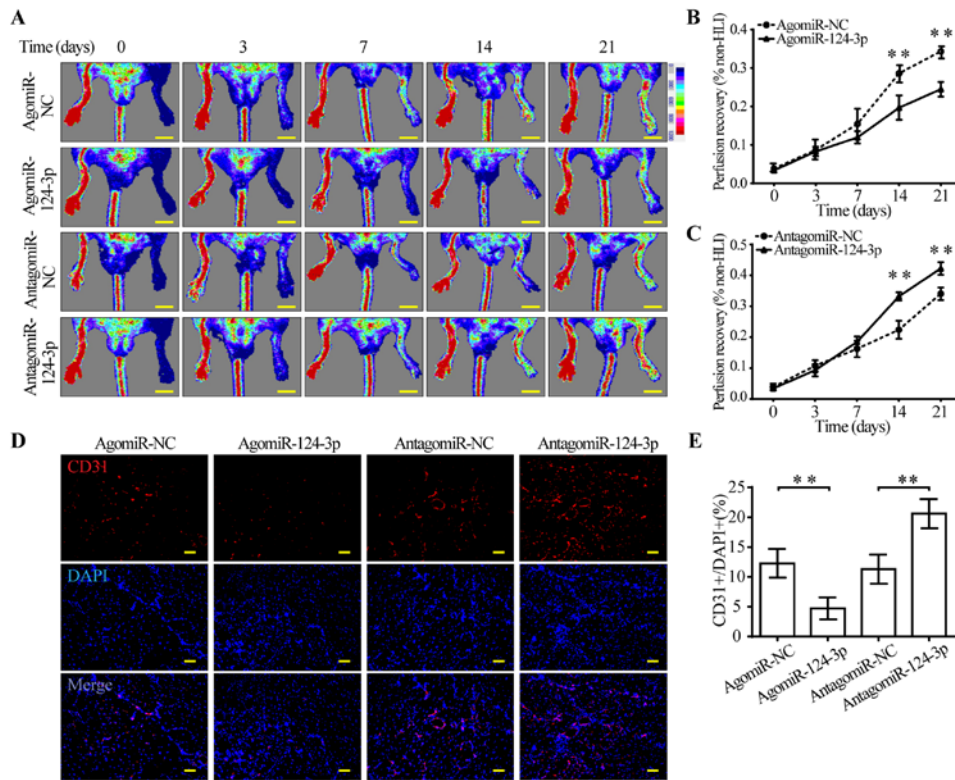 A
Time (days) 0 3 7 14 21
AgomiR-
NC
AgomiR-
124-3p
AntagomiR-
NC
AntagomiR-
124-3p
B
AgomiR-NC
AgomiR-124-3p
**
**
Perfusion recovery (% non-HLI)
0.4
0.3
0.2
0.1
0.0
0 3 7 14 21
Time (days)
C
AntagomiR-NC
AntagomiR-124-3p
**
**
Perfusion recovery (% non-HLI)
0.5
0.4
0.3
0.2
0.1
0.0
0 3 7 14 21
Time (days)
D
AgomiR-NC AgomiR-124-3p AntagomiR-NC AntagomiR-124-3p
CD31
DAPI
Merge
E
CD31+/DAPI+(%)
25
20
15
10
5
0
** **
AgomiR-NC
AgomiR-124-3p
AntagomiR-NC
AntagomiR-124-3p